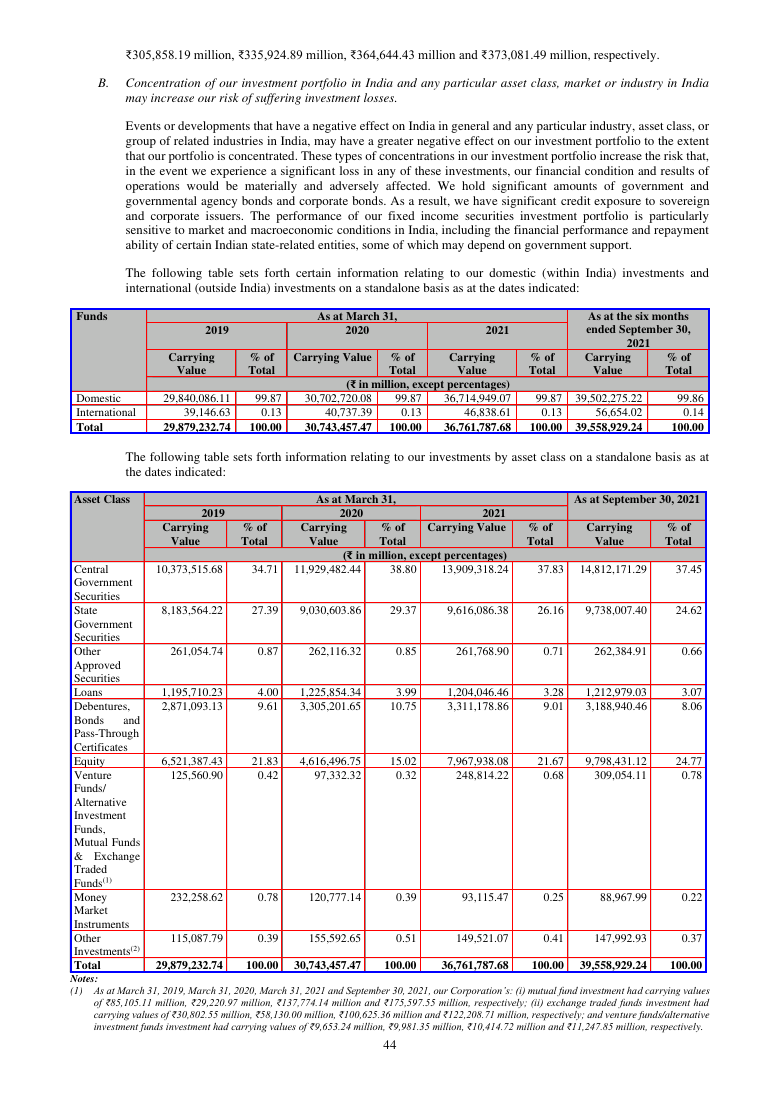 ₹305,858.19 million, ₹335,924.89 million, ₹364,644.43 million and ₹373,081.49 million, respectively.
B. Concentration of our investment portfolio in India and any particular asset class, market or industry in India
may increase our risk of suffering investment losses.
Events or developments that have a negative effect on India in general and any particular industry, asset class, or
group of related industries in India, may have a greater negative effect on our investment portfolio to the extent
that our portfolio is concentrated. These types of concentrations in our investment portfolio increase the risk that,
in the event we experience a significant loss in any of these investments, our financial condition and results of
operations would be materially and adversely affected. We hold significant amounts of government and
governmental agency bonds and corporate bonds. As a result, we have significant credit exposure to sovereign
and corporate issuers. The performance of our fixed income securities investment portfolio is particularly
sensitive to market and macroeconomic conditions in India, including the financial performance and repayment
ability of certain Indian state-related entities, some of which may depend on government support.
The following table sets forth certain information relating to our domestic (within India) investments and
international (outside India) investments on a standalone basis as at the dates indicated:
Funds As at March 31, As at the six months
2019 2020 2021 ended September 30,
2021
Carrying % of Carrying Value % of Carrying % of Carrying % of
Value Total Total Value Total Value Total
(₹ in million, except percentages)
Domestic 29,840,086.11 99.87 30,702,720.08 99.87 36,714,949.07 99.87 39,502,275.22 99.86
International 39,146.63 0.13 40,737.39 0.13 46,838.61 0.13 56,654.02 0.14
Total 29,879,232.74 100.00 30,743,457.47 100.00 36,761,787.68 100.00 39,558,929.24 100.00
The following table sets forth information relating to our investments by asset class on a standalone basis as at
the dates indicated:
Asset Class As at March 31, As at September 30, 2021
2019 2020 2021
Carrying % of Carrying % of Carrying Value % of Carrying % of
Value Total Value Total Total Value Total
(₹ in million, except percentages)
Central 10,373,515.68 34.71 11,929,482.44 38.80 13,909,318.24 37.83 14,812,171.29 37.45
Government
Securities
State 8,183,564.22 27.39 9,030,603.86 29.37 9,616,086.38 26.16 9,738,007.40 24.62
Government
Securities
Other 261,054.74 0.87 262,116.32 0.85 261,768.90 0.71 262,384.91 0.66
Approved
Securities
Loans 1,195,710.23 4.00 1,225,854.34 3.99 1,204,046.46 3.28 1,212,979.03 3.07
Debentures, 2,871,093.13 9.61 3,305,201.65 10.75 3,311,178.86 9.01 3,188,940.46 8.06
Bonds and
Pass-Through
Certificates
Equity 6,521,387.43 21.83 4,616,496.75 15.02 7,967,938.08 21.67 9,798,431.12 24.77
Venture 125,560.90 0.42 97,332.32 0.32 248,814.22 0.68 309,054.11 0.78
Funds/
Alternative
Investment
Funds,
Mutual Funds
& Exchange
Traded
Funds(1)
Money 232,258.62 0.78 120,777.14 0.39 93,115.47 0.25 88,967.99 0.22
Market
Instruments
Other 115,087.79 0.39 155,592.65 0.51 149,521.07 0.41 147,992.93 0.37
Investments(2)
Total 29,879,232.74 100.00 30,743,457.47 100.00 36,761,787.68 100.00 39,558,929.24 100.00
Notes:
(1) As at March 31, 2019, March 31, 2020, March 31, 2021 and September 30, 2021, our Corporation's: (i) mutual fund investment had carrying values
of ₹85,105.11 million, ₹29,220.97 million, ₹137,774.14 million and ₹175,597.55 million, respectively; (ii) exchange traded funds investment had
carrying values of ₹30,802.55 million, ₹58,130.00 million, ₹100,625.36 million and ₹122,208.71 million, respectively; and venture funds/alternative
investment funds investment had carrying values of ₹9,653.24 million, ₹9,981.35 million, ₹10,414.72 million and ₹11,247.85 million, respectively.
44